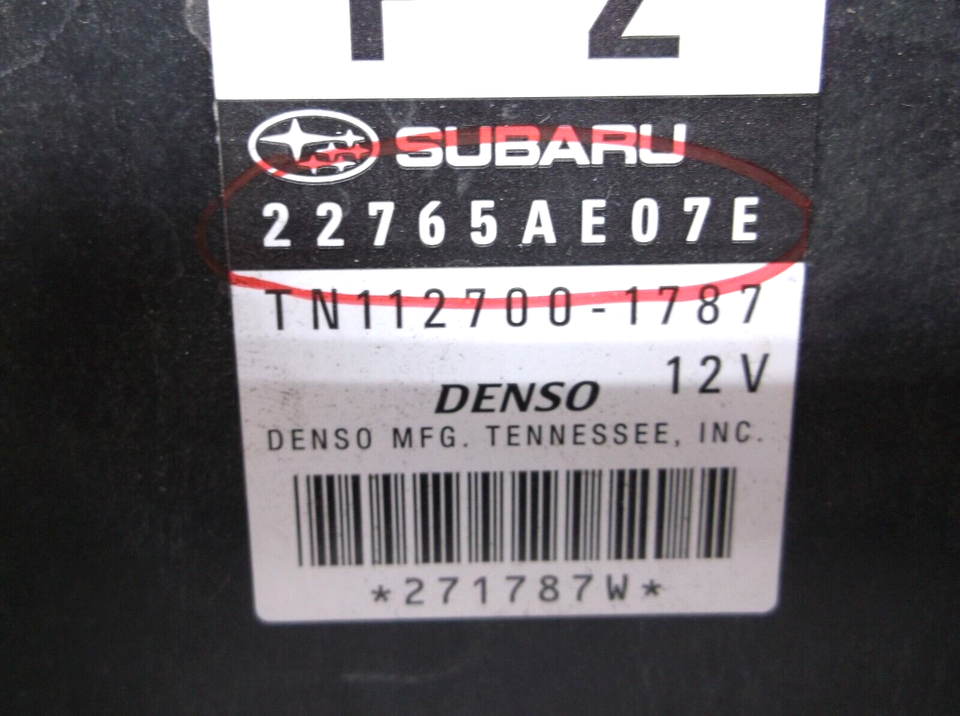 SUBARU
22765AE07E
TN112700-1787
12V
DENSO
DENSO MFG. TENNESSEE, INC.
*271787W*